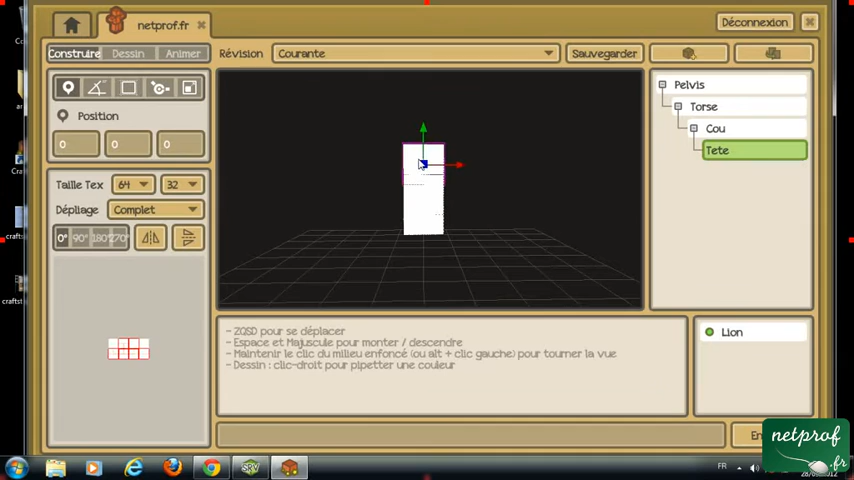 netprof.fr
Déconnexion
Construire
Dessin
Animer
Révision
Courante
Sauvegarder
Position
0
0
0
Taille Tex
64
32
Dépliage
Complet
0°
90°
180°
270°
Pelvis
Torse
Cou
Tete
- ZQSD pour se déplacer
- Espace et Majuscule pour monter / descendre
- Maintenir le clic du milieu enfoncé (ou alt + clic gauche) pour tourner la vue
- Dessin : clic-droit pour pipetter une couleur
Lion
netprof
.fr
FR